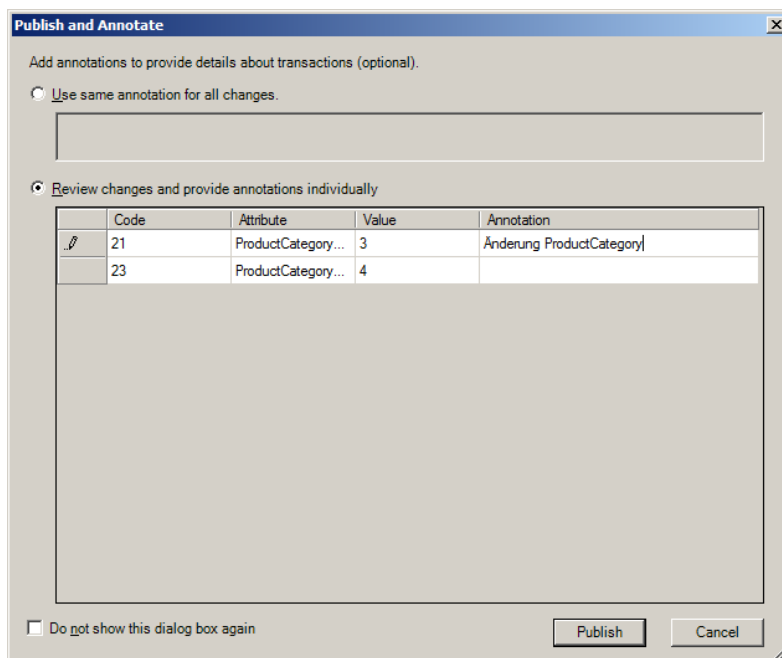 Publish and Annotate
Add annotations to provide details about transactions (optional).
Use same annotation for all changes.
Review changes and provide annotations individually
Code Attribute Value Annotation
21 ProductCategory... 3 Änderung ProductCategory
23 ProductCategory... 4
Do not show this dialog box again
Publish Cancel